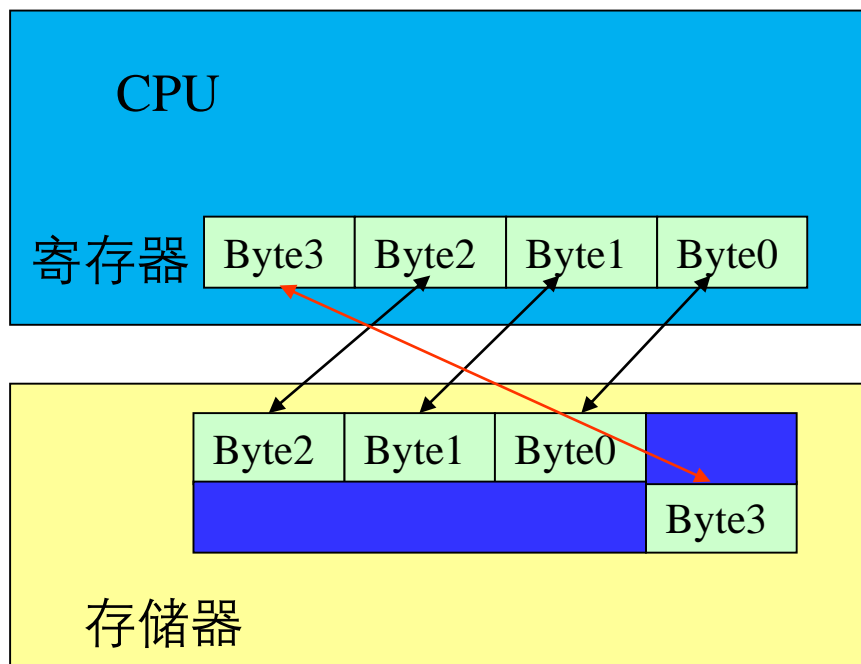 CPU
寄存器 Byte3 Byte2 Byte1 Byte0
Byte2 Byte1 Byte0
Byte3
存储器